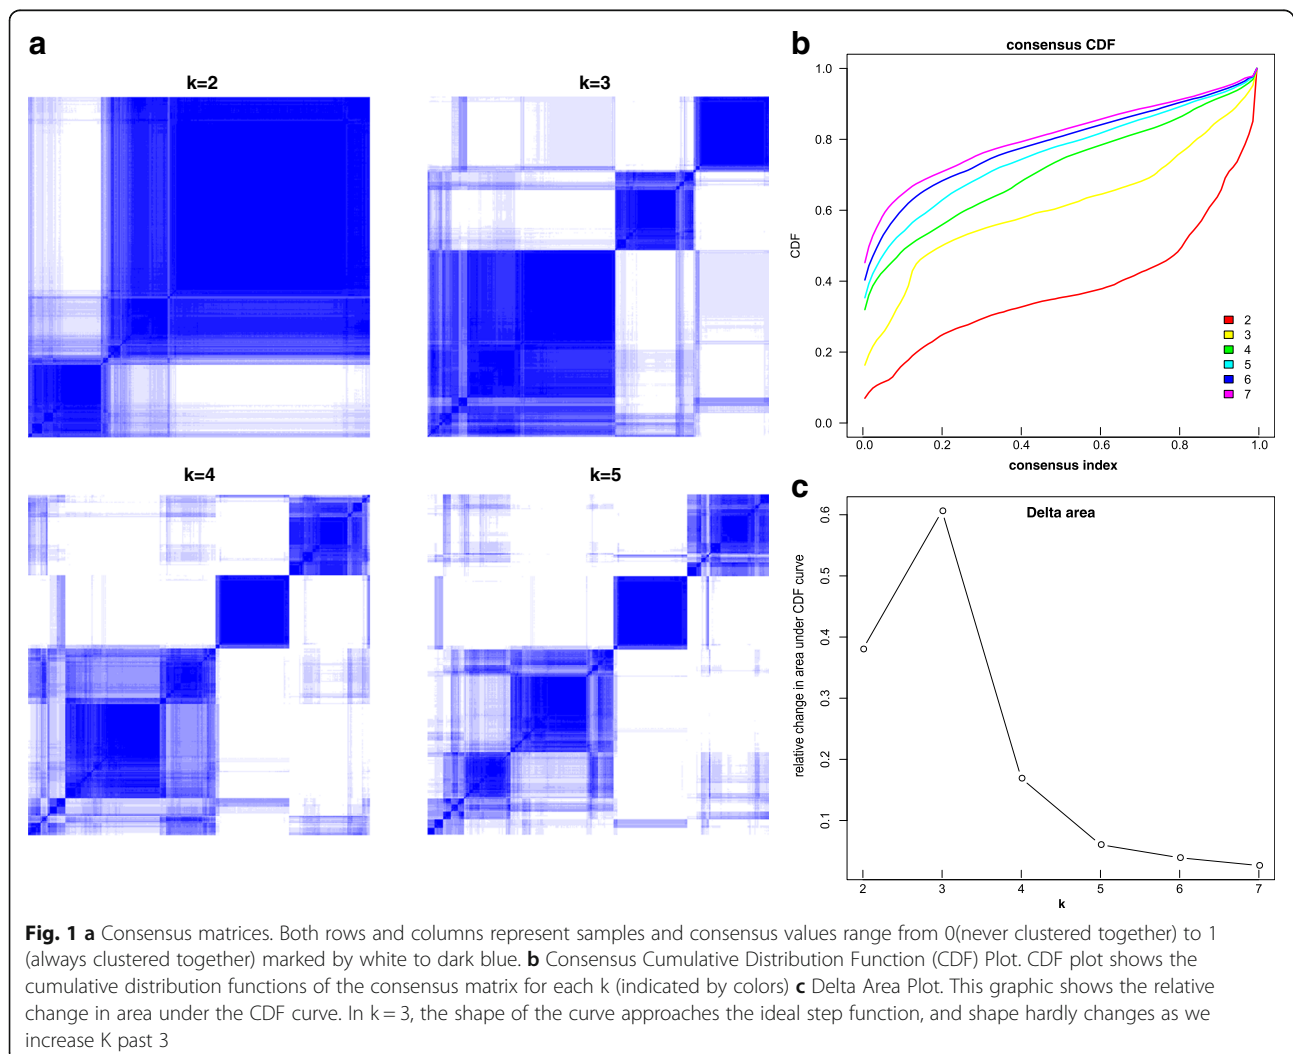 a
k=2
k=3
k=4
k=5
b
consensus CDF
CDF
1.0
0.8
0.6
0.4
0.2
0.0
2
3
4
5
6
7
0.0 0.2 0.4 0.6 0.8 1.0
consensus index
c
Delta area
relative change in area under CDF curve
0.6
0.5
0.4
0.3
0.2
0.1
2 3 4 5 6 7
k
Fig. 1 a Consensus matrices. Both rows and columns represent samples and consensus values range from 0(never clustered together) to 1
(always clustered together) marked by white to dark blue. b Consensus Cumulative Distribution Function (CDF) Plot. CDF plot shows the
cumulative distribution functions of the consensus matrix for each k (indicated by colors) c Delta Area Plot. This graphic shows the relative
change in area under the CDF curve. In k = 3, the shape of the curve approaches the ideal step function, and shape hardly changes as we
increase K past 3